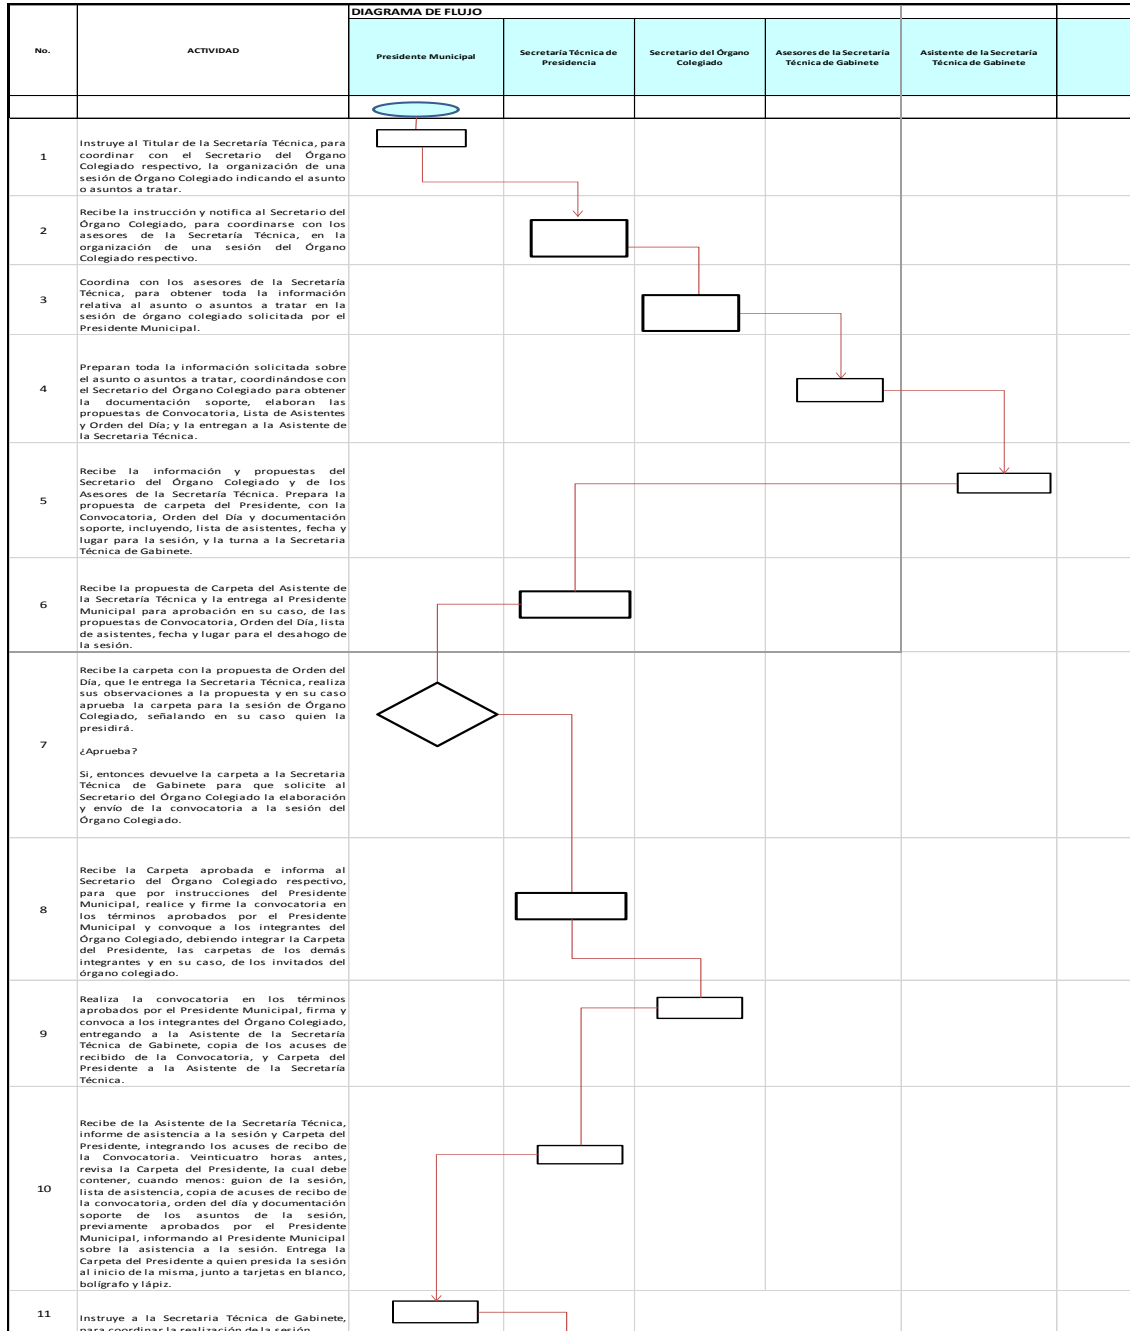 DIAGRAMA DE FLUJO
No.
ACTIVIDAD
Presidente Municipal
Secretaría Técnica de
Presidencia
Secretario del Órgano
Colegiado
Asesores de la Secretaría
Técnica de Gabinete
Asistente de la Secretaría
Técnica de Gabinete
1
Instruye al Titular de la Secretaría Técnica, para
coordinar con el Secretario del Órgano
Colegiado respectivo, la organización de una
sesión de Órgano Colegiado indicando el asunto
o asuntos a tratar.
2
Recibe la instrucción y notifica al Secretario del
Órgano Colegiado, para coordinarse con los
asesores de la Secretaría Técnica, en la
organización de una sesión del Órgano
Colegiado respectivo.
3
Coordina con los asesores de la Secretaría
Técnica, para obtener toda la información
relativa al asunto o asuntos a tratar en la
sesión de órgano colegiado solicitada por el
Presidente Municipal.
4
Preparan toda la información solicitada sobre
el asunto o asuntos a tratar, coordinándose con
el Secretario del Órgano Colegiado para obtener
la documentación soporte, elaboran las
propuestas de Convocatoria, Lista de Asistentes
y Orden del Día; y la entregan a la Asistente de
la Secretaria Técnica.
5
Recibe la información y propuestas del
Secretario del Órgano Colegiado y de los
Asesores de la Secretaría Técnica. Prepara la
propuesta de carpeta del Presidente, con la
Convocatoria, Orden del Día y documentación
soporte, incluyendo, lista de asistentes, fecha y
lugar para la sesión, y la turna a la Secretaria
Técnica de Gabinete.
6
Recibe la propuesta de Carpeta del Asistente de
la Secretaría Técnica y la entrega al Presidente
Municipal para aprobación en su caso, de las
propuestas de Convocatoria, Orden del Día, lista
de asistentes, fecha y lugar para el desahogo de
la sesión.
7
Recibe la carpeta con la propuesta de Orden del
Día, que le entrega la Secretaria Técnica, realiza
sus observaciones a la propuesta y en su caso
aprueba la carpeta para la sesión de Órgano
Colegiado, señalando en su caso quien la
presidirá.
¿Aprueba?
Si, entonces devuelve la carpeta a la Secretaria
Técnica de Gabinete para que solicite al
Secretario del Órgano Colegiado la elaboración
y envío de la convocatoria a la sesión del
Órgano Colegiado.
8
Recibe la Carpeta aprobada e informa al
Secretario del Órgano Colegiado respectivo,
para que por instrucciones del Presidente
Municipal, realice y firme la convocatoria en
los términos aprobados por el Presidente
Municipal y convoque a los integrantes del
Órgano Colegiado, debiendo integrar la Carpeta
del Presidente, las carpetas de los demás
integrantes y en su caso, de los invitados del
órgano colegiado.
9
Realiza la convocatoria en los términos
aprobados por el Presidente Municipal, firma y
convoca a los integrantes del Órgano Colegiado,
entregando a la Asistente de la Secretaría
Técnica de Gabinete, copia de los acuses de
recibido de la Convocatoria, y Carpeta del
Presidente a la Asistente de la Secretaría
Técnica.
10
Recibe de la Asistente de la Secretaría Técnica,
informe de asistencia a la sesión y Carpeta del
Presidente, integrando los acuses de recibo de
la Convocatoria. Veinticuatro horas antes,
revisa la Carpeta del Presidente, la cual debe
contener, cuando menos: guion de la sesión,
lista de asistencia, copia de acuses de recibo de
la convocatoria, orden del día y documentación
soporte de los asuntos de la sesión,
previamente aprobados por el Presidente
Municipal, informando al Presidente Municipal
sobre la asistencia a la sesión. Entrega la
Carpeta del Presidente a quien presida la sesión
al inicio de la misma, junto a tarjetas en blanco,
bolígrafo y lápiz.
11
Instruye a la Secretaria Técnica de Gabinete,
para coordinar la realización de la sesión